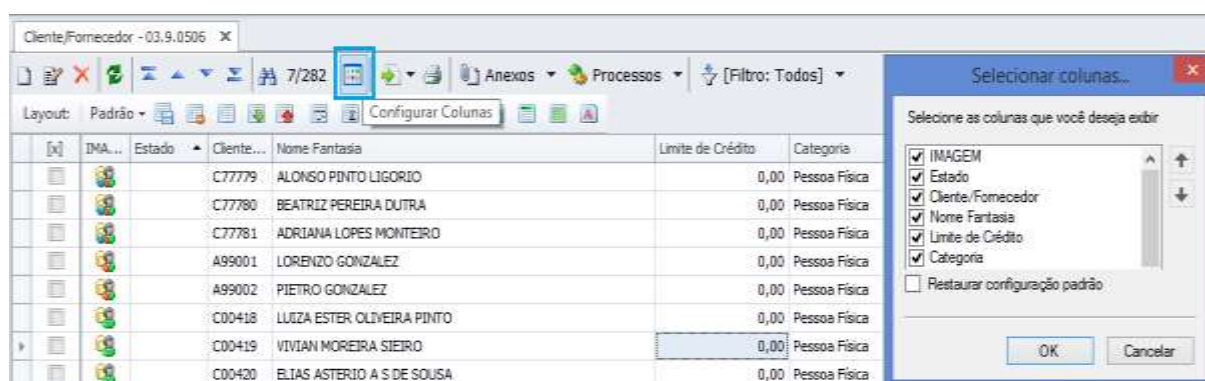 Cliente/Fornecedor - 03.9.0506 X
7/282 Anexos Processos [Filtro: Todos]
Layout: Padrão Configurar Colunas
[x] IMA... Estado Cliente... Nome Fantasia Limite de Crédito Categoria
C77779 ALONSO PINTO LIGORIO 0,00 Pessoa Física
C77780 BEATRIZ PEREIRA DUTRA 0,00 Pessoa Física
C77781 ADRIANA LOPES MONTEIRO 0,00 Pessoa Física
A99001 LORENZO GONZALEZ 0,00 Pessoa Física
A99002 PIETRO GONZALEZ 0,00 Pessoa Física
C00418 LUIZA ESTER OLIVEIRA PINTO 0,00 Pessoa Física
C00419 VIVIAN MOREIRA SIEIRO 0,00 Pessoa Física
C00420 ELIAS ASTERIO A S DE SOUSA 0,00 Pessoa Física
Selecionar colunas...
Selecione as colunas que você deseja exibir
IMAGEM
Estado
Cliente/Fornecedor
Nome Fantasia
Limite de Crédito
Categoria
Restaurar configuração padrão
OK Cancelar